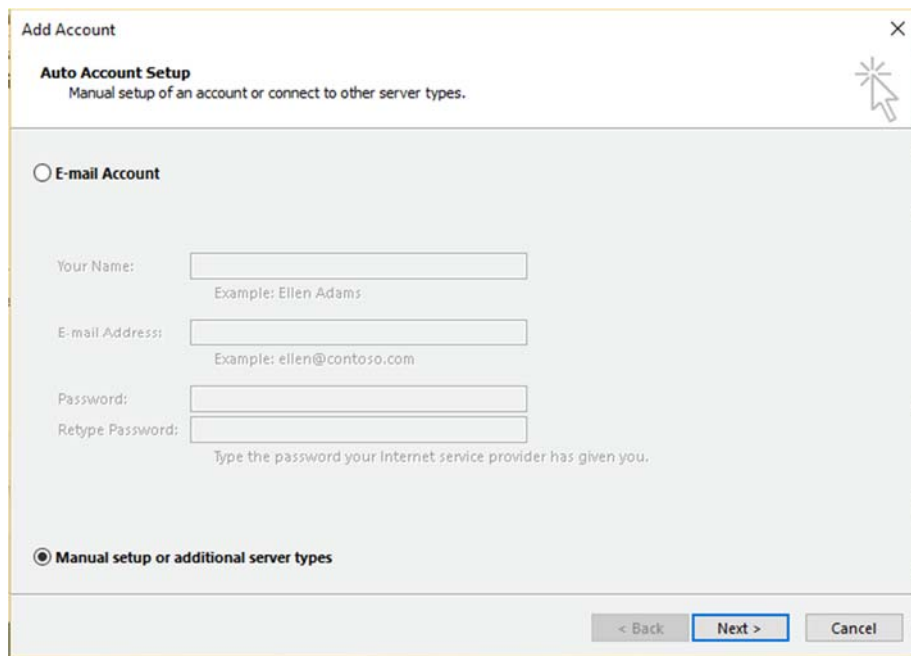 Add Account
Auto Account Setup
Manual setup of an account or connect to other server types.
E-mail Account
Your Name:
Example: Ellen Adams
E-mail Address:
Example: ellen@contoso.com
Password:
Retype Password:
Type the password your Internet service provider has given you.
Manual setup or additional server types
< Back Next > Cancel